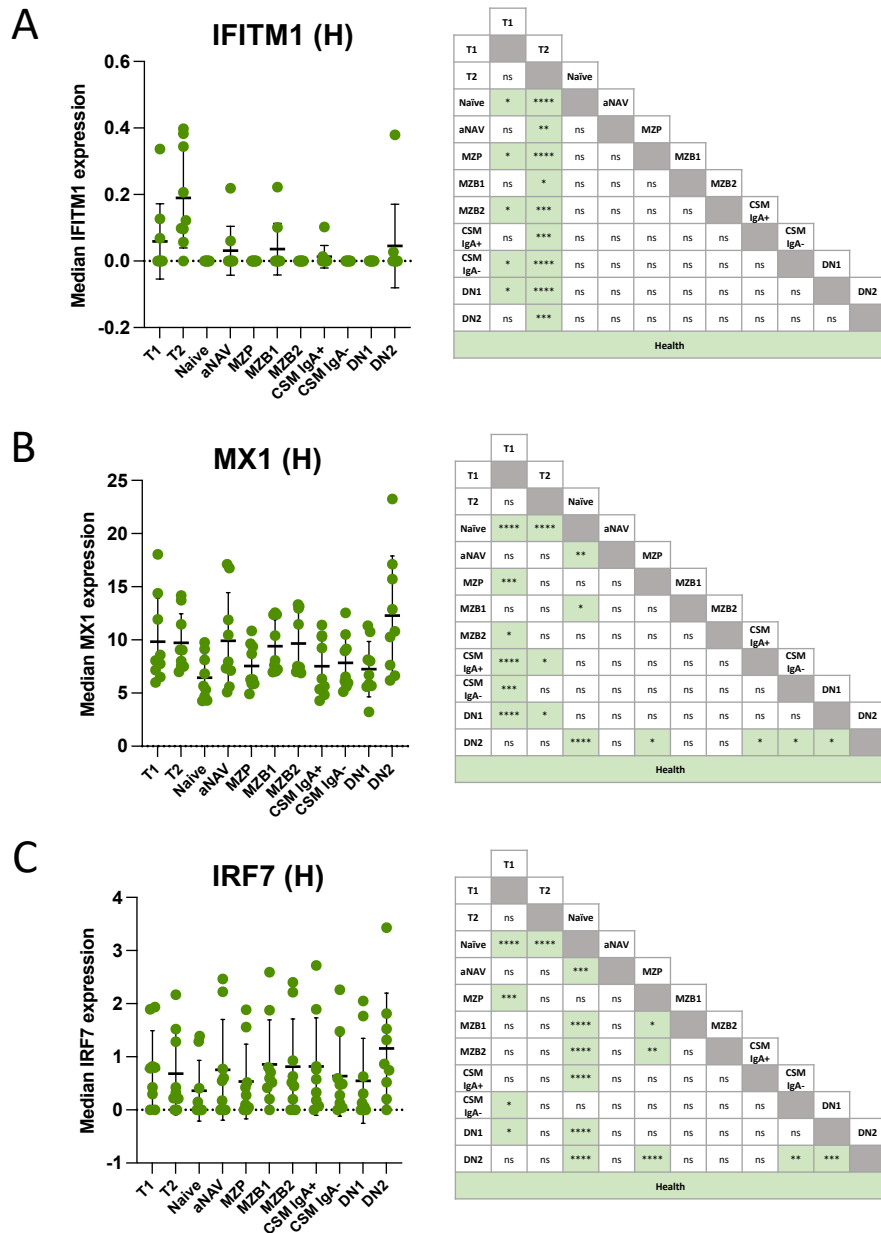 A
IFITM1 (H)
Median IFITM1 expression
0.6
0.4
0.2
0.0
-0.2
T1 T2 Naive aNAV MZP MZB1 MZB2 CSM IgA+ CSM IgA- DN1 DN2
T1
T1 T2
T2 ns Naïve
Naïve * **** aNAV
aNAV ns ** ns MZP
MZP * **** ns ns MZB1
MZB1 ns * ns ns ns MZB2
MZB2 * *** ns ns ns ns CSM IgA+
CSM IgA+ ns *** ns ns ns ns ns CSM IgA-
CSM IgA- * **** ns ns ns ns ns ns DN1
DN1 * **** ns ns ns ns ns ns ns DN2
DN2 ns *** ns ns ns ns ns ns ns ns
Health
B
MX1 (H)
Median MX1 expression
25
20
15
10
5
0
T1 T2 Naive aNAV MZP MZB1 MZB2 CSM IgA+ CSM IgA- DN1 DN2
T1
T1 T2
T2 ns Naïve
Naïve **** **** aNAV
aNAV ns ns ** MZP
MZP *** ns ns ns MZB1
MZB1 ns ns * ns ns MZB2
MZB2 * ns ns ns ns ns CSM IgA+
CSM IgA+ **** * ns ns ns ns ns CSM IgA-
CSM IgA- *** ns ns ns ns ns ns ns DN1
DN1 **** * ns ns ns ns ns ns ns DN2
DN2 ns ns **** ns * ns ns * * *
Health
C
IRF7 (H)
Median IRF7 expression
4
3
2
1
0
-1
T1 T2 Naive aNAV MZP MZB1 MZB2 CSM IgA+ CSM IgA- DN1 DN2
T1
T1 T2
T2 ns Naïve
Naïve **** **** aNAV
aNAV ns ns *** MZP
MZP *** ns ns ns MZB1
MZB1 ns ns **** ns * MZB2
MZB2 ns ns **** ns ** ns CSM IgA+
CSM IgA+ ns ns **** ns ns ns ns CSM IgA-
CSM IgA- * ns ns ns ns ns ns ns DN1
DN1 * ns **** ns ns ns ns ns ns DN2
DN2 ns ns **** ns **** ns ns ns ** ***
Health